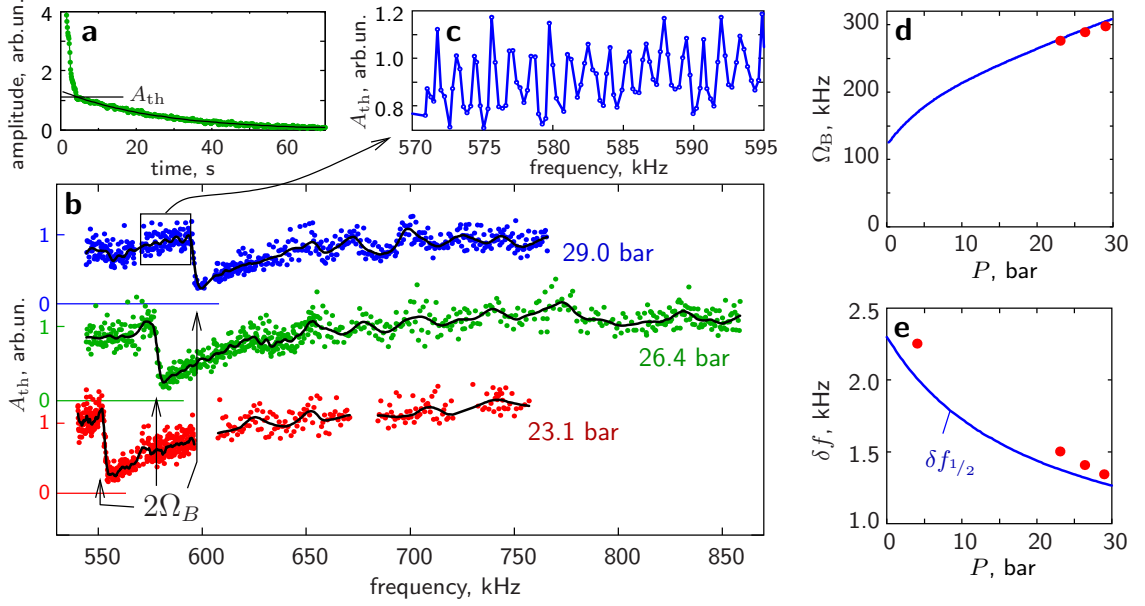 a
amplitude, arb.un.
4
2
0
A_th
0 20 40 60
time, s
c
A_th, arb.un.
1.2
1.0
0.8
570 575 580 585 590 595
frequency, kHz
d
Ω_B, kHz
300
200
100
0
0 10 20 30
P, bar
b
A_th, arb.un.
1
0
29.0 bar
1
0
26.4 bar
1
0
23.1 bar
2Ω_B
550 600 650 700 750 800 850
frequency, kHz
e
δf, kHz
2.5
2.0
1.5
1.0
δf_1/2
0 10 20 30
P, bar